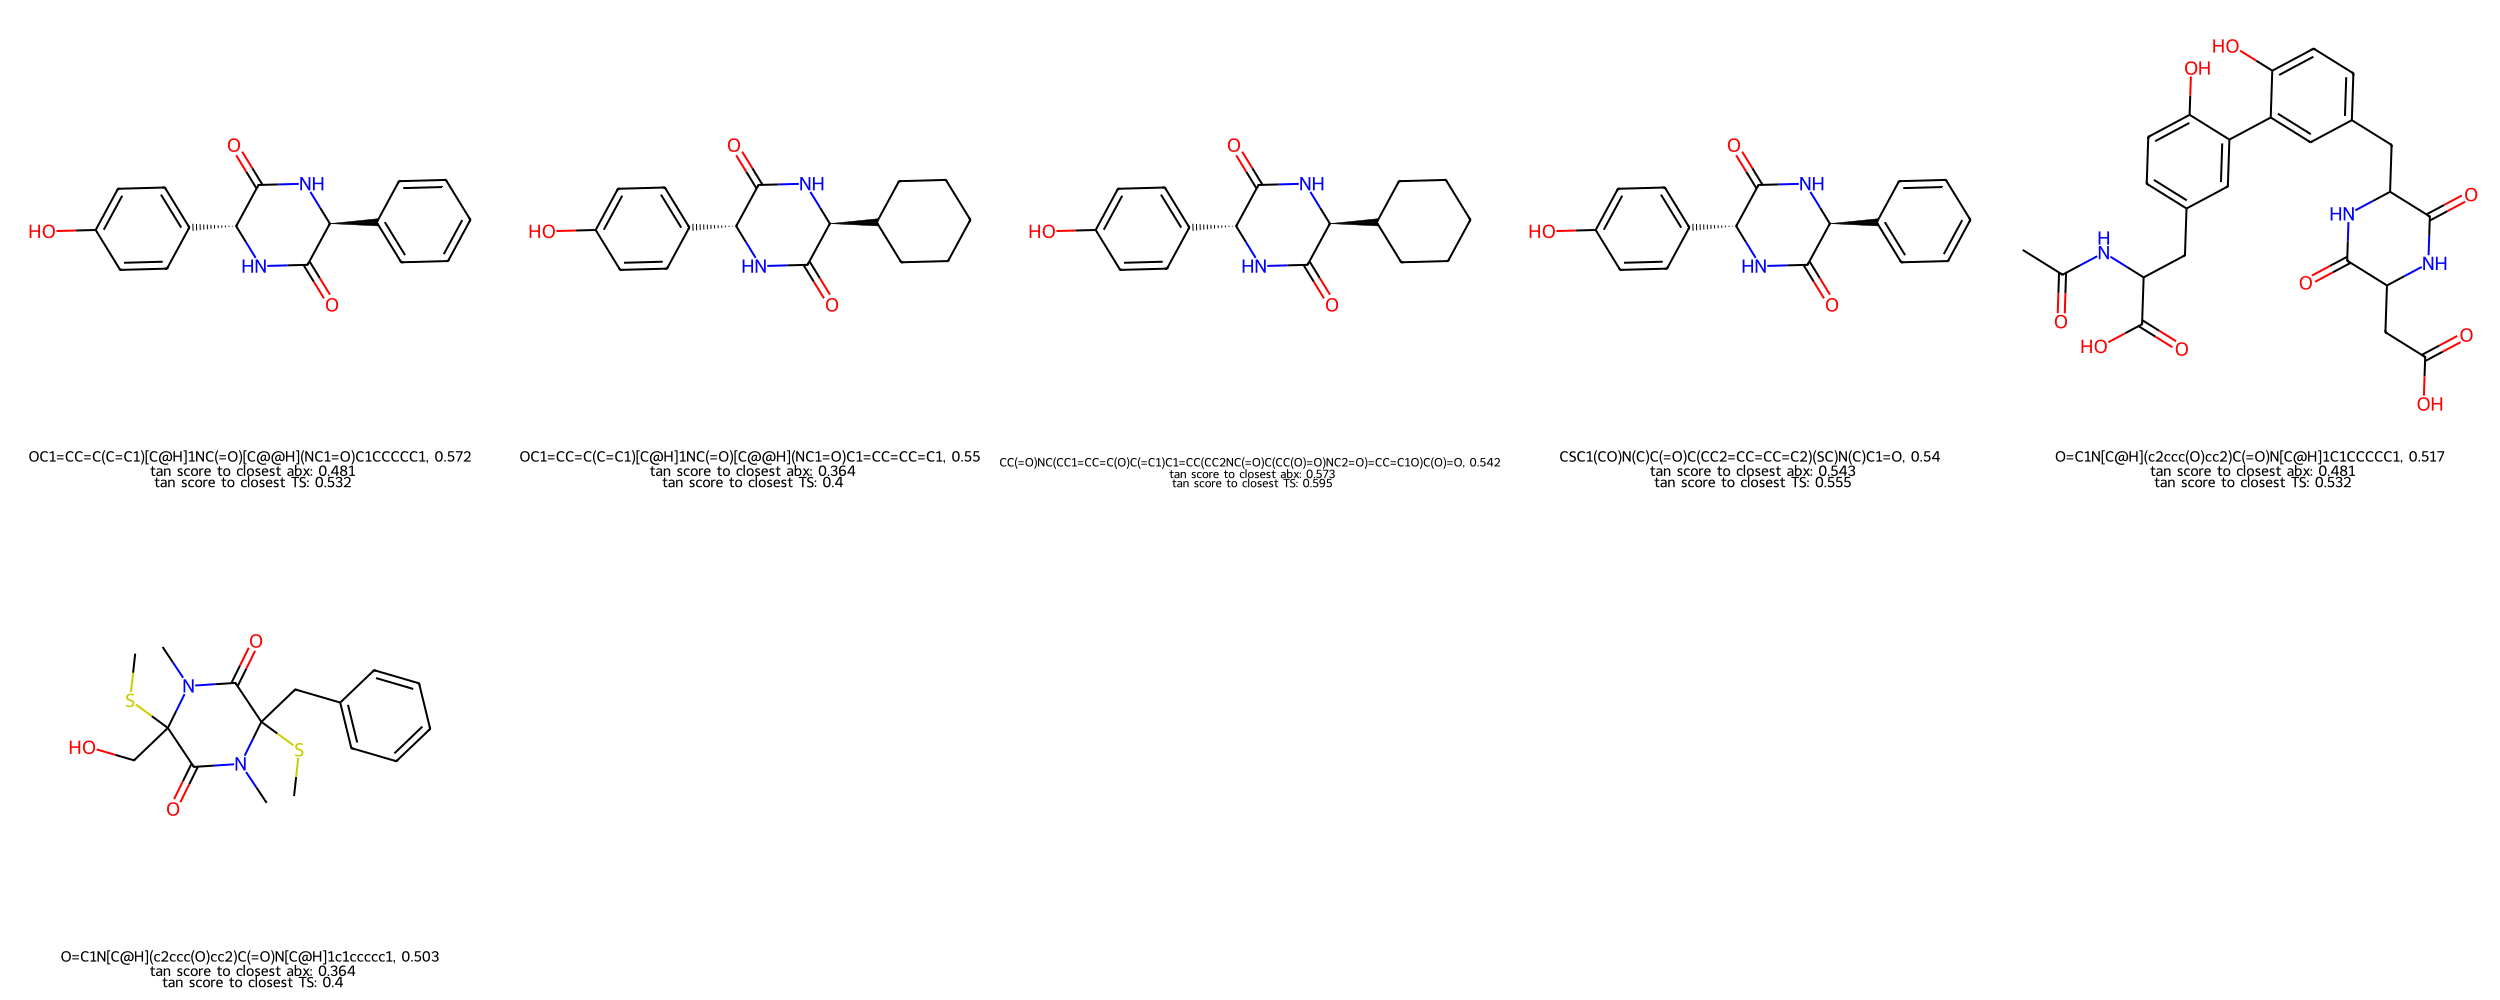 O
NH
HO
HN
O
OC1=CC=C(C=C1)[C@H]1NC(=O)[C@@H](NC1=O)C1CCCCC1, 0.572
tan score to closest abx: 0.481
tan score to closest TS: 0.532
O
NH
HO
HN
O
OC1=CC=C(C=C1)[C@H]1NC(=O)[C@@H](NC1=O)C1=CC=CC=C1, 0.55
tan score to closest abx: 0.364
tan score to closest TS: 0.4
O
NH
HO
HN
O
CC(=O)NC(CC1=CC=C(O)C(=C1)C1=CC(CC2NC(=O)C(CC(O)=O)NC2=O)=CC=C1O)C(O)=O, 0.542
tan score to closest abx: 0.573
tan score to closest TS: 0.595
O
NH
HO
HN
O
CSC1(CO)N(C)C(=O)C(CC2=CC=CC=C2)(SC)N(C)C1=O, 0.54
tan score to closest abx: 0.543
tan score to closest TS: 0.555
HO
OH
O
HN
H
N
NH
O
O
O
HO
O
OH
O=C1N[C@H](c2ccc(O)cc2)C(=O)N[C@H]1C1CCCCC1, 0.517
tan score to closest abx: 0.481
tan score to closest TS: 0.532
O
N
S
HO
S
N
O
O=C1N[C@H](c2ccc(O)cc2)C(=O)N[C@H]1c1ccccc1, 0.503
tan score to closest abx: 0.364
tan score to closest TS: 0.4